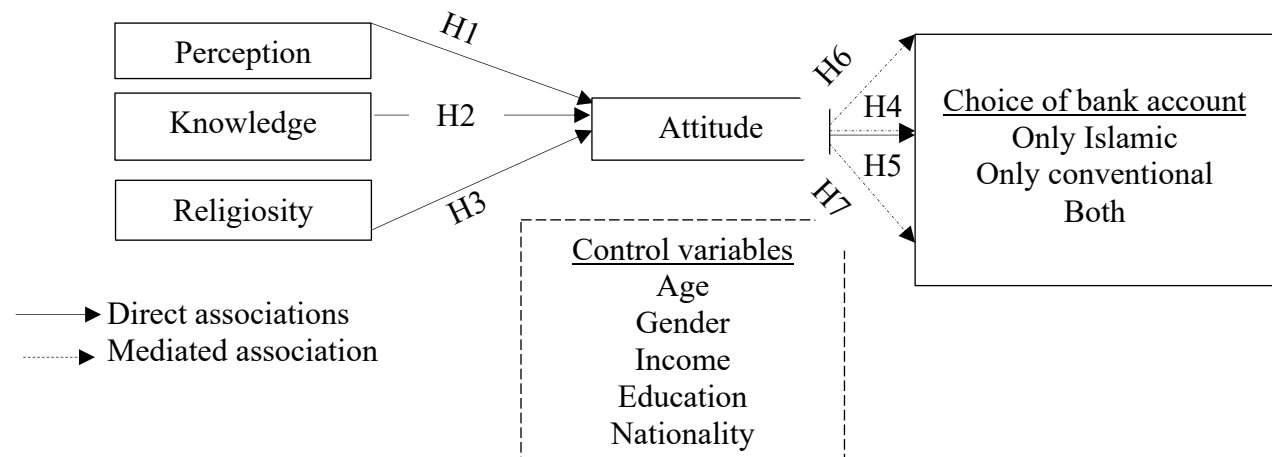 Perception
Knowledge
Religiosity
H1
H2
H3
Attitude
H6
H4
H5
H7
Choice of bank account
Only Islamic
Only conventional
Both
Control variables
Age
Gender
Income
Education
Nationality
Direct associations
Mediated association